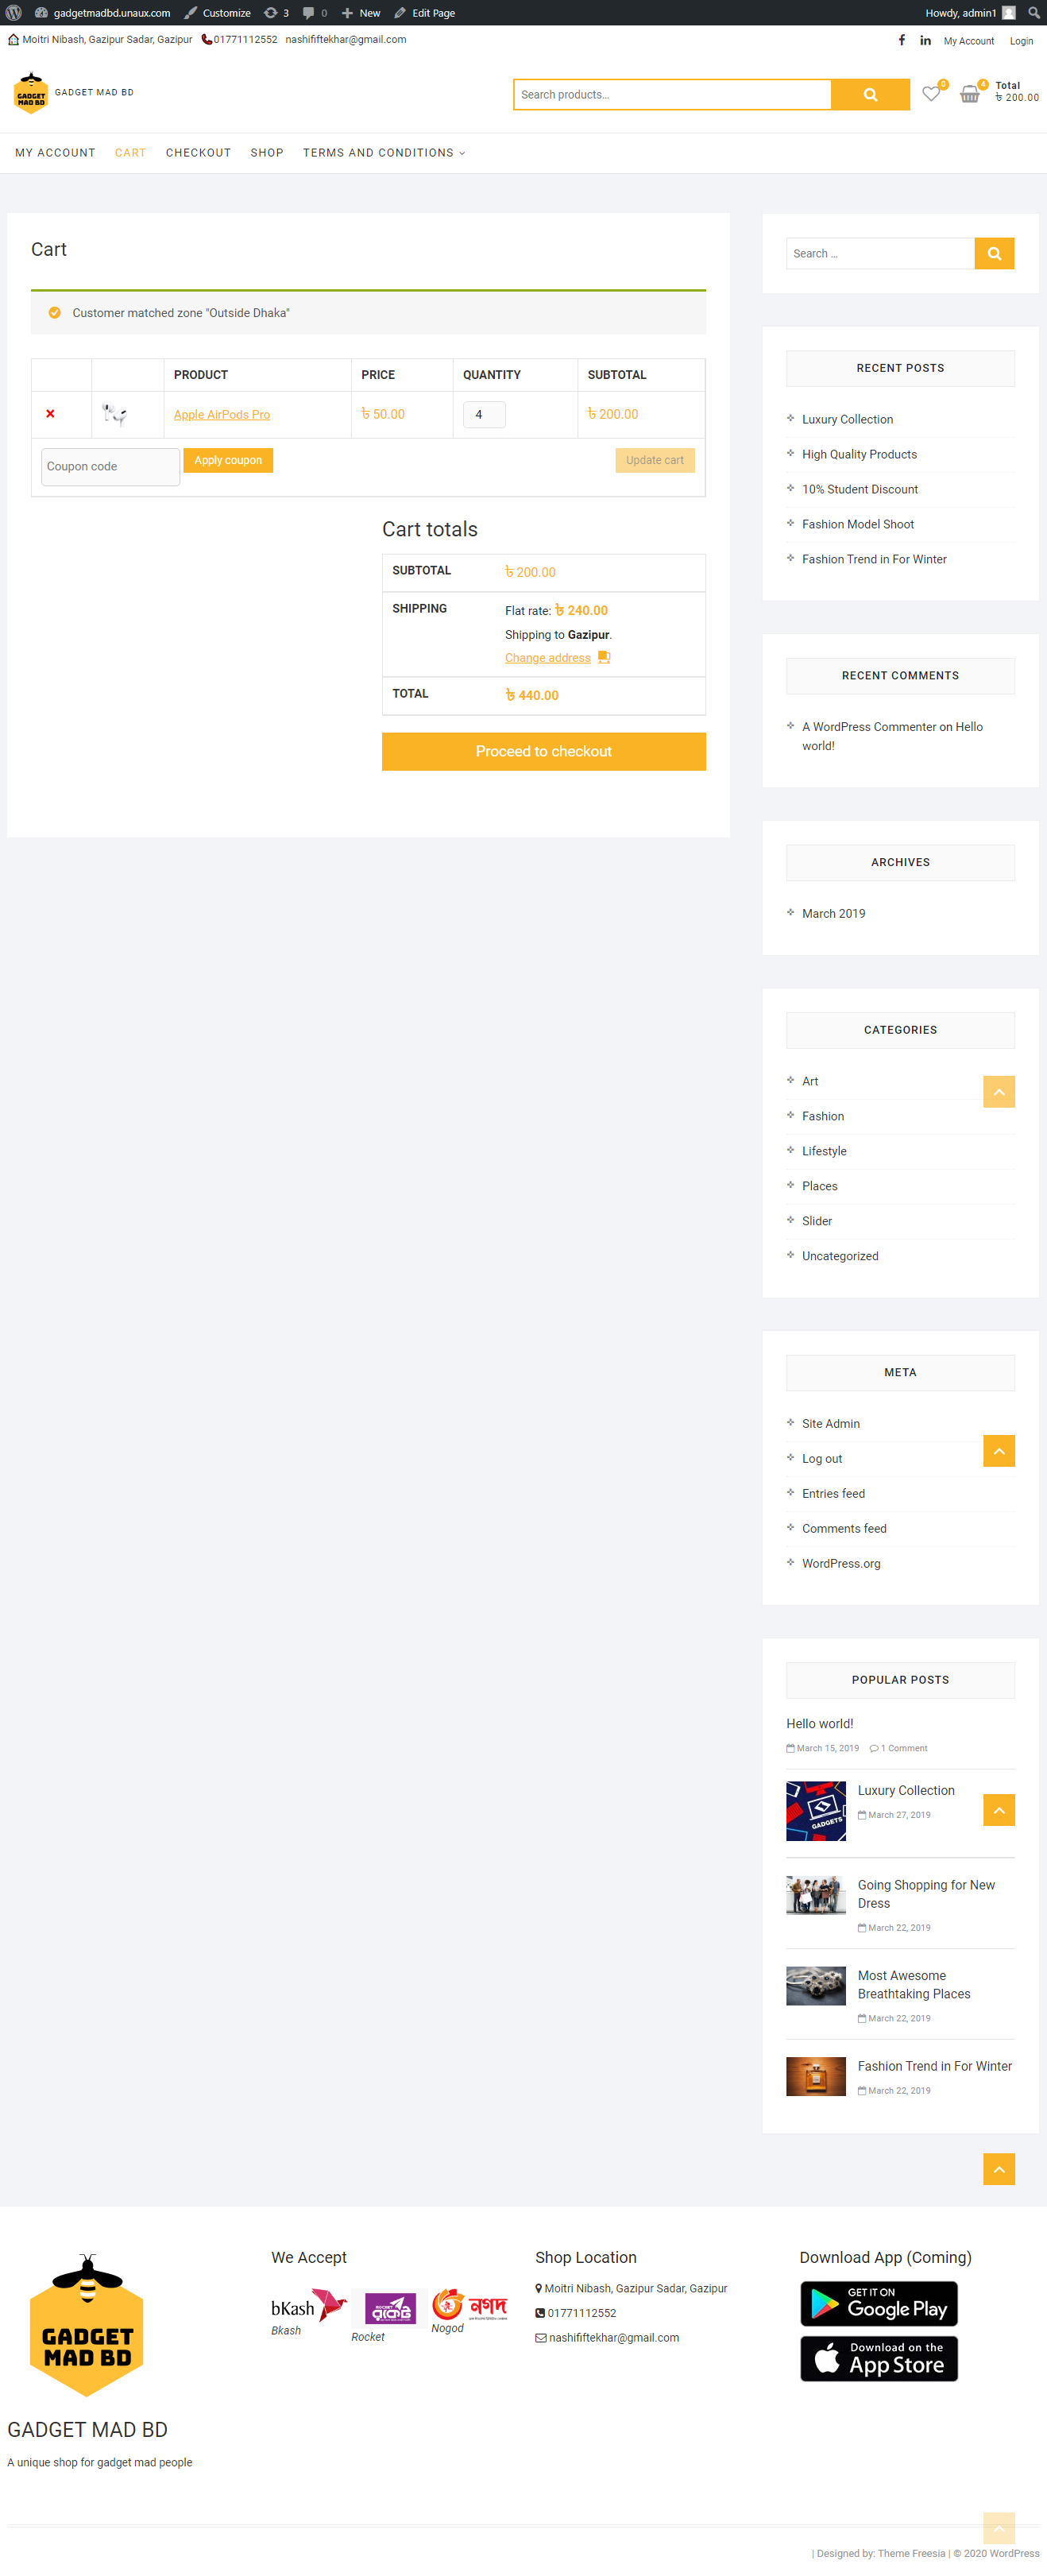 gadgetmadbd.unaux.com Customize 3 0 New Edit Page Howdy, admin1
Moitri Nibash, Gazipur Sadar, Gazipur 01771112552 nashififtekhar@gmail.com My Account Login
GADGET MAD BD
GADGET MAD BD
Search products...
0
4
Total
৳ 200.00
MY ACCOUNT CART CHECKOUT SHOP TERMS AND CONDITIONS
Cart
Customer matched zone "Outside Dhaka"
PRODUCT PRICE QUANTITY SUBTOTAL
× Apple AirPods Pro ৳ 50.00 4 ৳ 200.00
Coupon code Apply coupon Update cart
Cart totals
SUBTOTAL ৳ 200.00
SHIPPING Flat rate: ৳ 240.00
Shipping to Gazipur.
Change address
TOTAL ৳ 440.00
Proceed to checkout
Search ...
RECENT POSTS
Luxury Collection
High Quality Products
10% Student Discount
Fashion Model Shoot
Fashion Trend in For Winter
RECENT COMMENTS
A WordPress Commenter on Hello
world!
ARCHIVES
March 2019
CATEGORIES
Art
Fashion
Lifestyle
Places
Slider
Uncategorized
META
Site Admin
Log out
Entries feed
Comments feed
WordPress.org
POPULAR POSTS
Hello world!
March 15, 2019 1 Comment
GADGETS
Luxury Collection
March 27, 2019
Going Shopping for New
Dress
March 22, 2019
Most Awesome
Breathtaking Places
March 22, 2019
Fashion Trend in For Winter
March 22, 2019
GADGET
MAD BD
GADGET MAD BD
A unique shop for gadget mad people
We Accept
bKash
Bkash
রকেট
Rocket
নগদ
Nogod
Shop Location
Moitri Nibash, Gazipur Sadar, Gazipur
01771112552
nashififtekhar@gmail.com
Download App (Coming)
GET IT ON
Google Play
Download on the
App Store
| Designed by: Theme Freesia | © 2020 WordPress